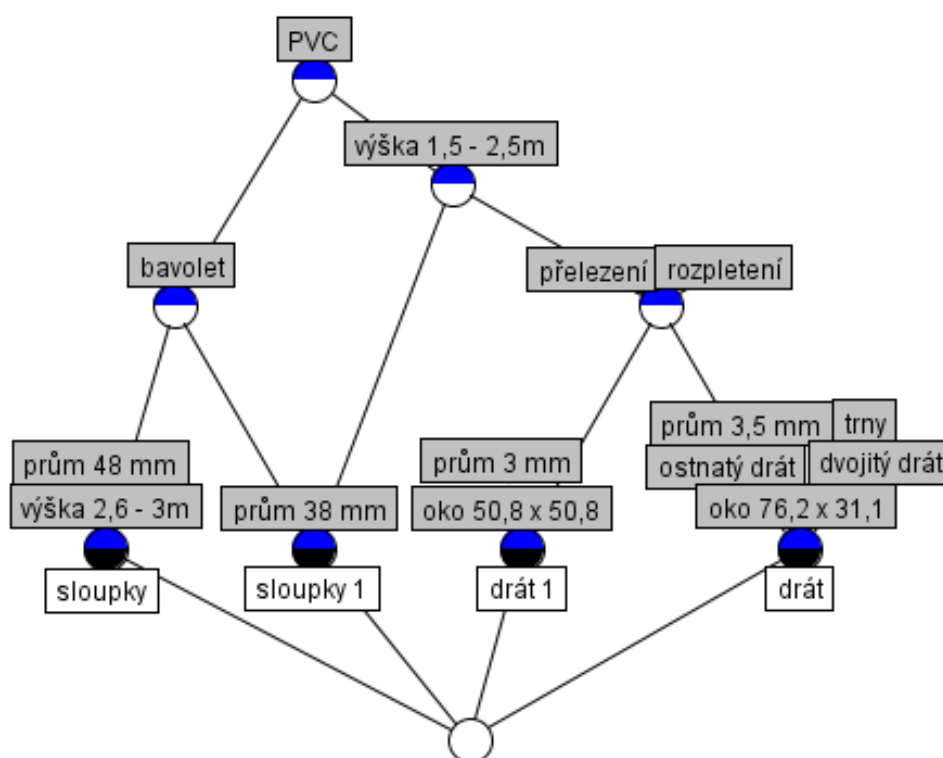 PVC
výška 1,5 - 2,5m
bavolet
přelezení
rozpletení
prům 48 mm
výška 2,6 - 3m
sloupky
prům 38 mm
sloupky 1
prům 3 mm
oko 50,8 x 50,8
drát 1
prům 3,5 mm
trny
ostnatý drát
dvojitý drát
oko 76,2 x 31,1
drát